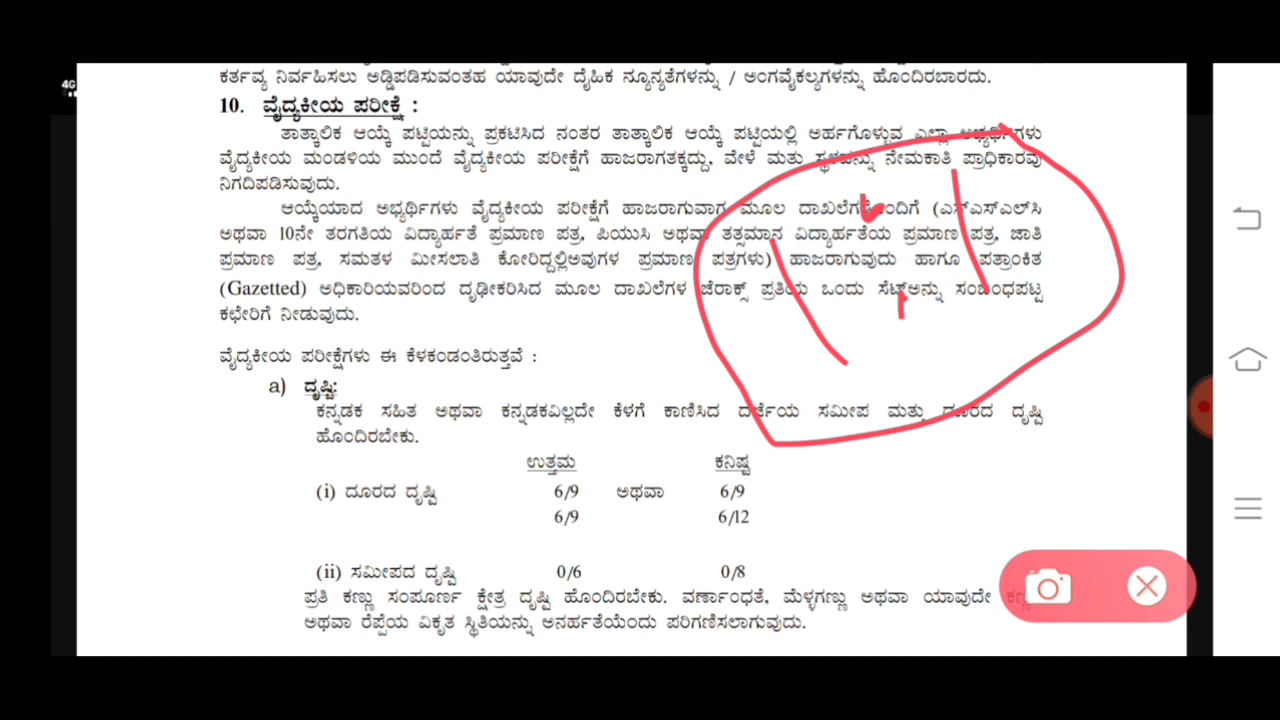 4G
ಕರ್ತವ್ಯ ನಿರ್ವಹಿಸಲು ಅಡ್ಡಿಪಡಿಸುವಂತಹ ಯಾವುದೇ ದೈಹಿಕ ನ್ಯೂನ್ಯತೆಗಳನ್ನು / ಅಂಗವೈಕಲ್ಯಗಳನ್ನು ಹೊಂದಿರಬಾರದು.
10. ವೈದ್ಯಕೀಯ ಪರೀಕ್ಷೆ :
ತಾತ್ಕಾಲಿಕ ಆಯ್ಕೆ ಪಟ್ಟಿಯನ್ನು ಪ್ರಕಟಿಸಿದ ನಂತರ ತಾತ್ಕಾಲಿಕ ಆಯ್ಕೆ ಪಟ್ಟಿಯಲ್ಲಿ ಅರ್ಹಗೊಳ್ಳುವ ಎಲ್ಲಾ ಅಭ್ಯರ್ಥಿಗಳು
ವೈದ್ಯಕೀಯ ಮಂಡಳಿಯ ಮುಂದೆ ವೈದ್ಯಕೀಯ ಪರೀಕ್ಷೆಗೆ ಹಾಜರಾಗತಕ್ಕದ್ದು, ವೇಳೆ ಮತ್ತು ಸ್ಥಳವನ್ನು ನೇಮಕಾತಿ ಪ್ರಾಧಿಕಾರವು
ನಿಗದಿಪಡಿಸುವುದು.
ಆಯ್ಕೆಯಾದ ಅಭ್ಯರ್ಥಿಗಳು ವೈದ್ಯಕೀಯ ಪರೀಕ್ಷೆಗೆ ಹಾಜರಾಗುವಾಗ ಮೂಲ ದಾಖಲೆಗಳೊಂದಿಗೆ (ಎಸ್ಎಸ್ಎಲ್‌ಸಿ
ಅಥವಾ 10ನೇ ತರಗತಿಯ ವಿದ್ಯಾರ್ಹತೆ ಪ್ರಮಾಣ ಪತ್ರ, ಪಿಯುಸಿ ಅಥವಾ ತತ್ಸಮಾನ ವಿದ್ಯಾರ್ಹತೆಯ ಪ್ರಮಾಣ ಪತ್ರ, ಜಾತಿ
ಪ್ರಮಾಣ ಪತ್ರ, ಸಮತಳ ಮೀಸಲಾತಿ ಕೋರಿದ್ದಲ್ಲಿಅವುಗಳ ಪ್ರಮಾಣ ಪತ್ರಗಳು) ಹಾಜರಾಗುವುದು ಹಾಗೂ ಪತ್ರಾಂಕಿತ
(Gazetted) ಅಧಿಕಾರಿಯವರಿಂದ ದೃಢೀಕರಿಸಿದ ಮೂಲ ದಾಖಲೆಗಳ ಜೆರಾಕ್ಸ್ ಪ್ರತಿಯ ಒಂದು ಸೆಟ್ಅನ್ನು ಸಂಬಂಧಪಟ್ಟ
ಕಛೇರಿಗೆ ನೀಡುವುದು.
ವೈದ್ಯಕೀಯ ಪರೀಕ್ಷೆಗಳು ಈ ಕೆಳಕಂಡಂತಿರುತ್ತವೆ :
a) ದೃಷ್ಟಿ:
ಕನ್ನಡಕ ಸಹಿತ ಅಥವಾ ಕನ್ನಡಕವಿಲ್ಲದೇ ಕೆಳಗೆ ಕಾಣಿಸಿದ ದರ್ಜೆಯ ಸಮೀಪ ಮತ್ತು ದೂರದ ದೃಷ್ಟಿ
ಹೊಂದಿರಬೇಕು.
ಉತ್ತಮ ಕನಿಷ್ಟ
(i) ದೂರದ ದೃಷ್ಟಿ 6/9 ಅಥವಾ 6/9
6/9 6/12
(ii) ಸಮೀಪದ ದೃಷ್ಟಿ 0/6 0/8
ಪ್ರತಿ ಕಣ್ಣು ಸಂಪೂರ್ಣ ಕ್ಷೇತ್ರ ದೃಷ್ಟಿ ಹೊಂದಿರಬೇಕು. ವರ್ಣಾಂಧತೆ, ಮೆಳ್ಳಗಣ್ಣು ಅಥವಾ ಯಾವುದೇ ಕಣ್ಣು
ಅಥವಾ ರೆಪ್ಪೆಯ ವಿಕೃತ ಸ್ಥಿತಿಯನ್ನು ಅನರ್ಹತೆಯೆಂದು ಪರಿಗಣಿಸಲಾಗುವುದು.